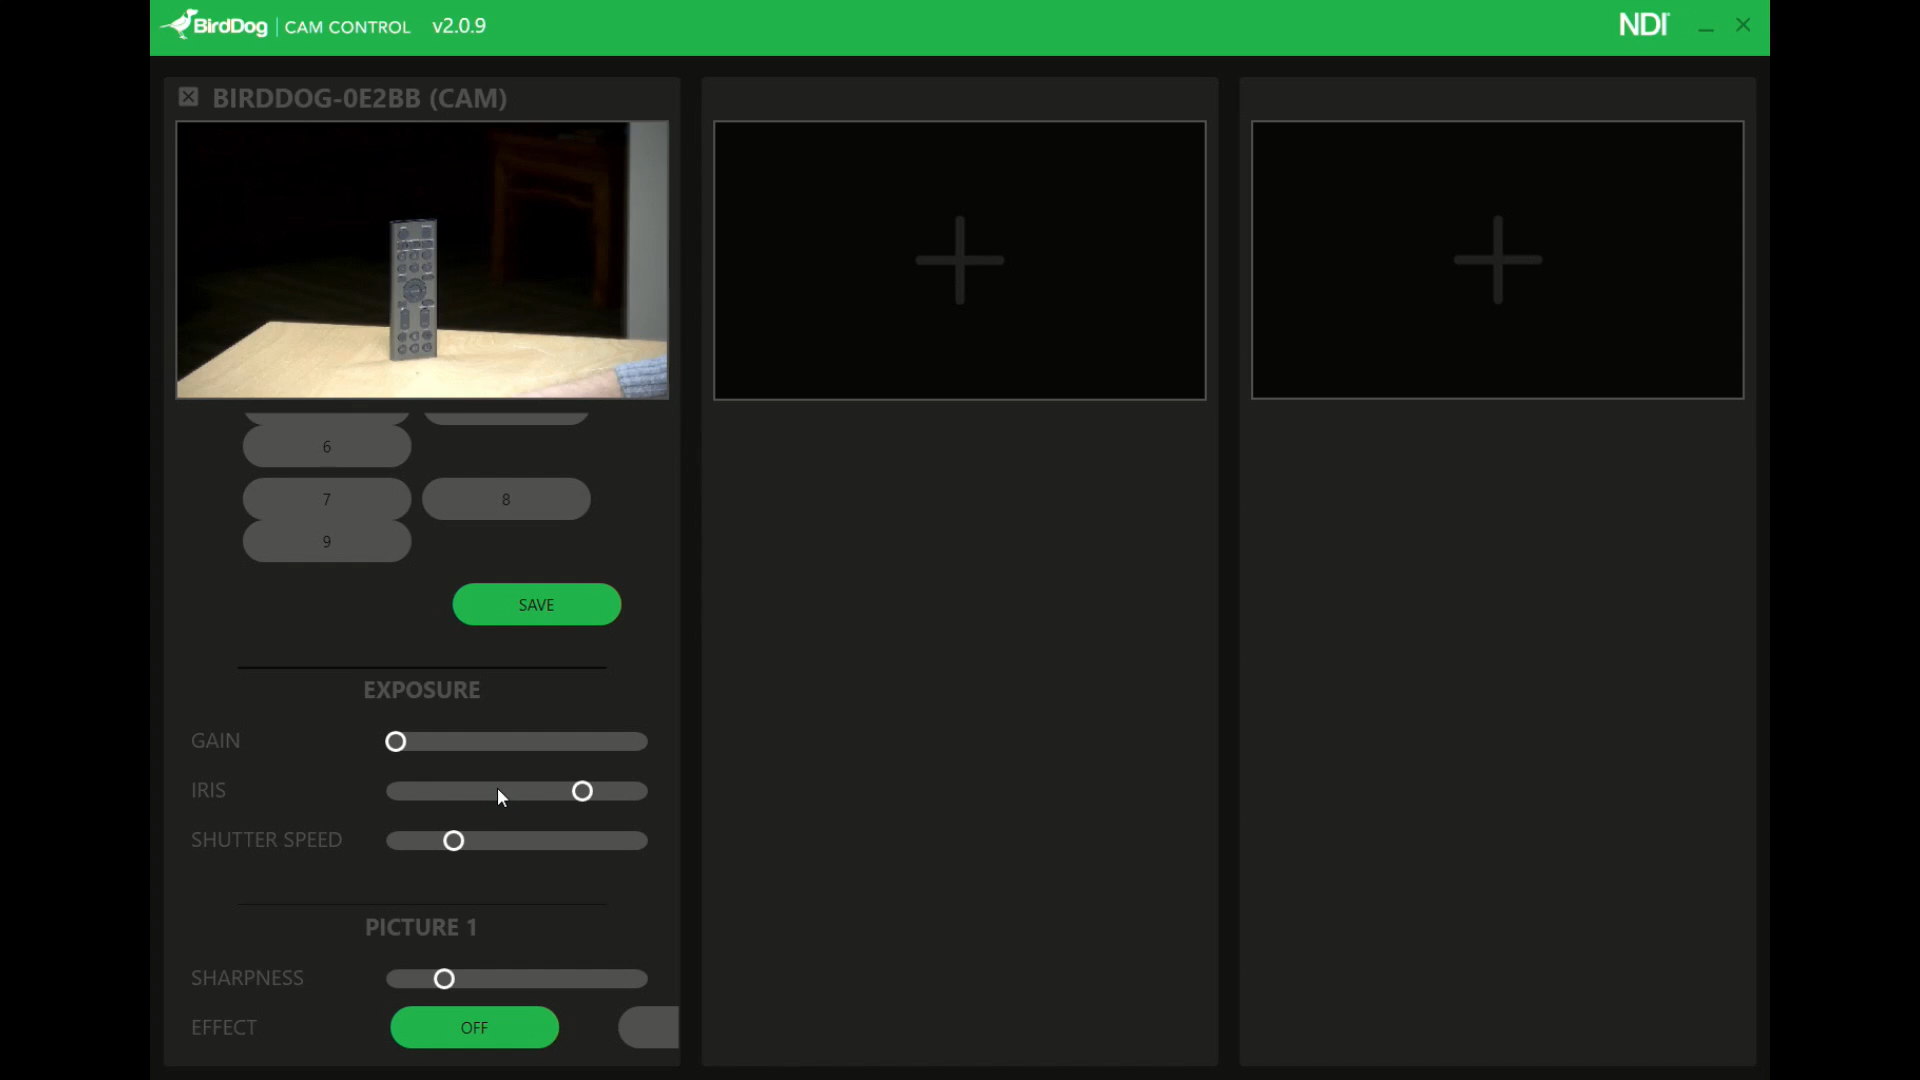 BirdDog CAM CONTROL v2.0.9
NDI
BIRDDOG-0E2BB (CAM)
6
7 8
9
SAVE
EXPOSURE
GAIN
IRIS
SHUTTER SPEED
PICTURE 1
SHARPNESS
EFFECT OFF